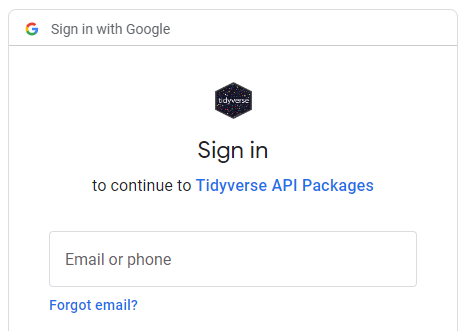 Sign in with Google
tidyverse
Sign in
to continue to Tidyverse API Packages
Email or phone
Forgot email?